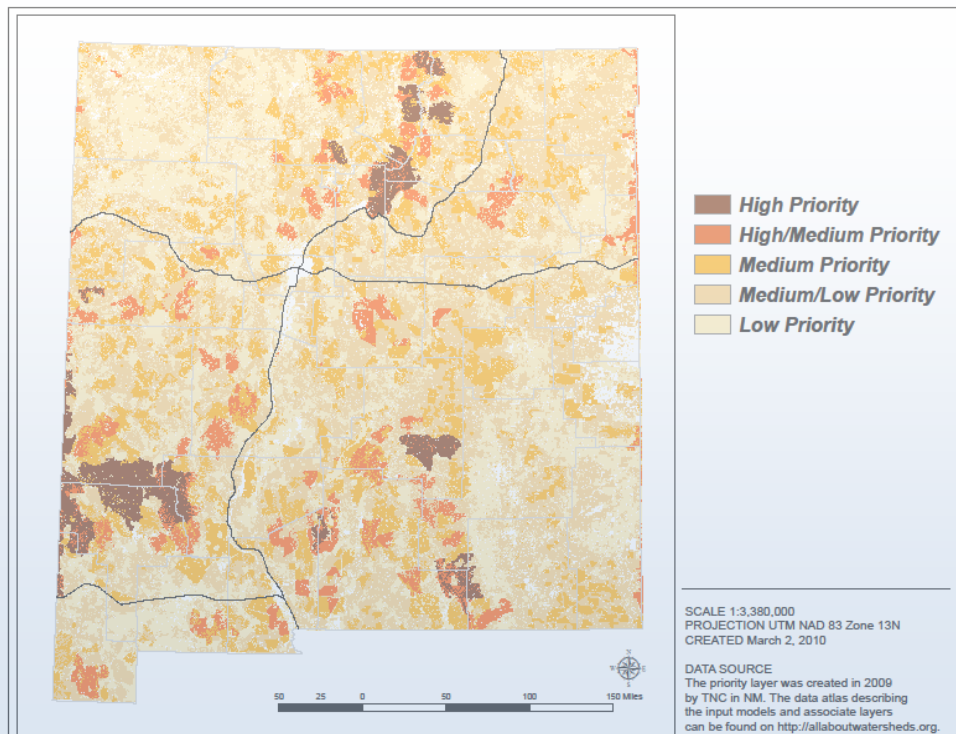 High Priority
High/Medium Priority
Medium Priority
Medium/Low Priority
Low Priority
SCALE 1:3,380,000
PROJECTION UTM NAD 83 Zone 13N
CREATED March 2, 2010
DATA SOURCE
The priority layer was created in 2009
by TNC in NM. The data atlas describing
the input models and associate layers
can be found on http://allaboutwatersheds.org.
N
W E
S
50 25 0 50 100 150 Miles